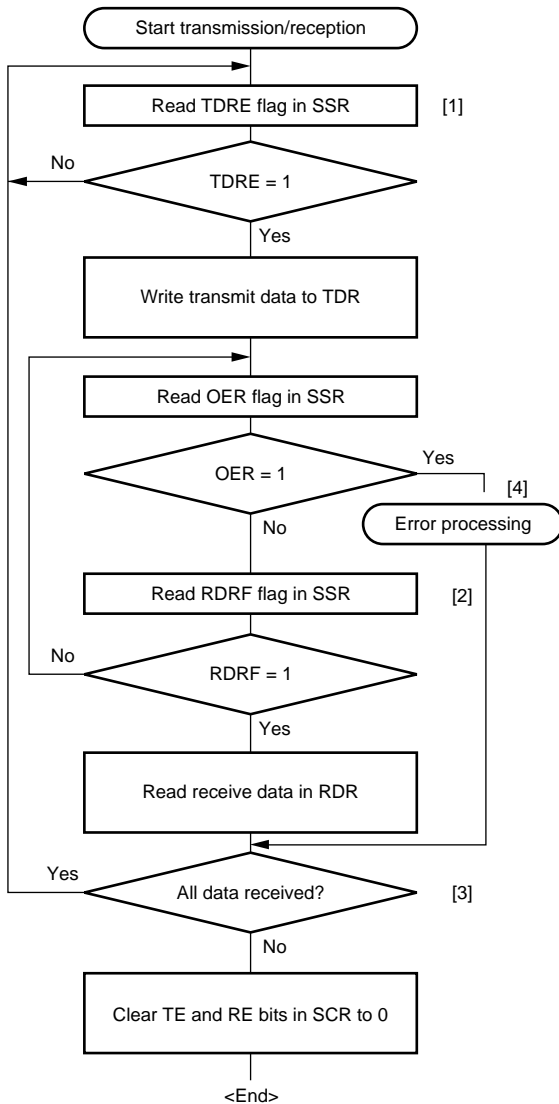 Start transmission/reception
Read TDRE flag in SSR
[1]
No
TDRE = 1
Yes
Write transmit data to TDR
Read OER flag in SSR
Yes
OER = 1
[4]
No
Error processing
Read RDRF flag in SSR
[2]
No
RDRF = 1
Yes
Read receive data in RDR
Yes
All data received?
[3]
No
Clear TE and RE bits in SCR to 0
<End>